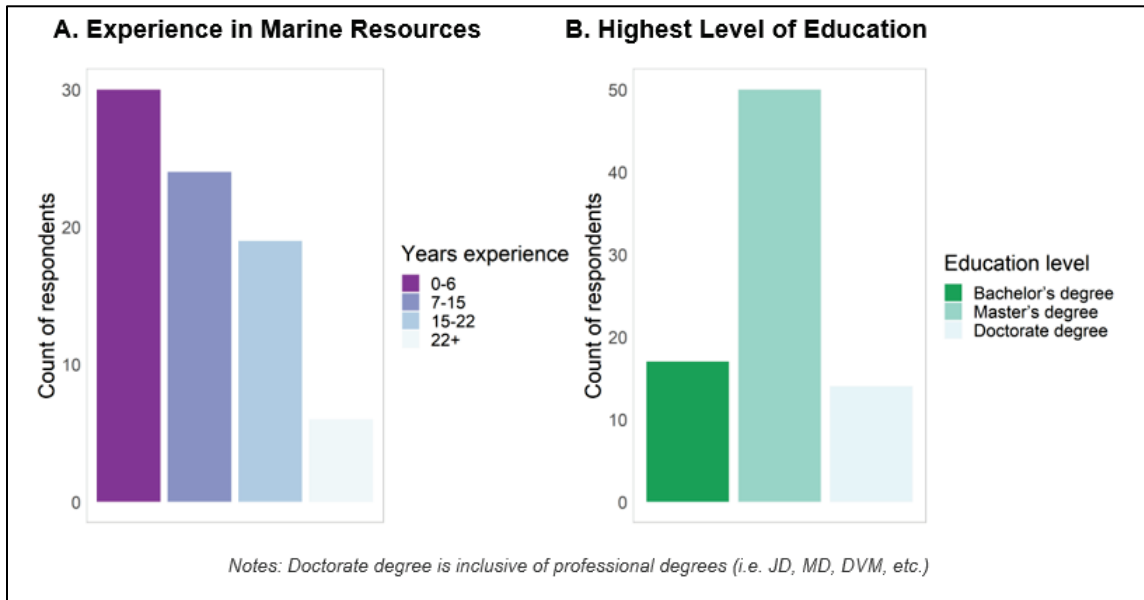 A. Experience in Marine Resources
30
20
10
0
Count of respondents
Years experience
0-6
7-15
15-22
22+
B. Highest Level of Education
50
40
30
20
10
0
Count of respondents
Education level
Bachelor's degree
Master's degree
Doctorate degree
Notes: Doctorate degree is inclusive of professional degrees (i.e. JD, MD, DVM, etc.)